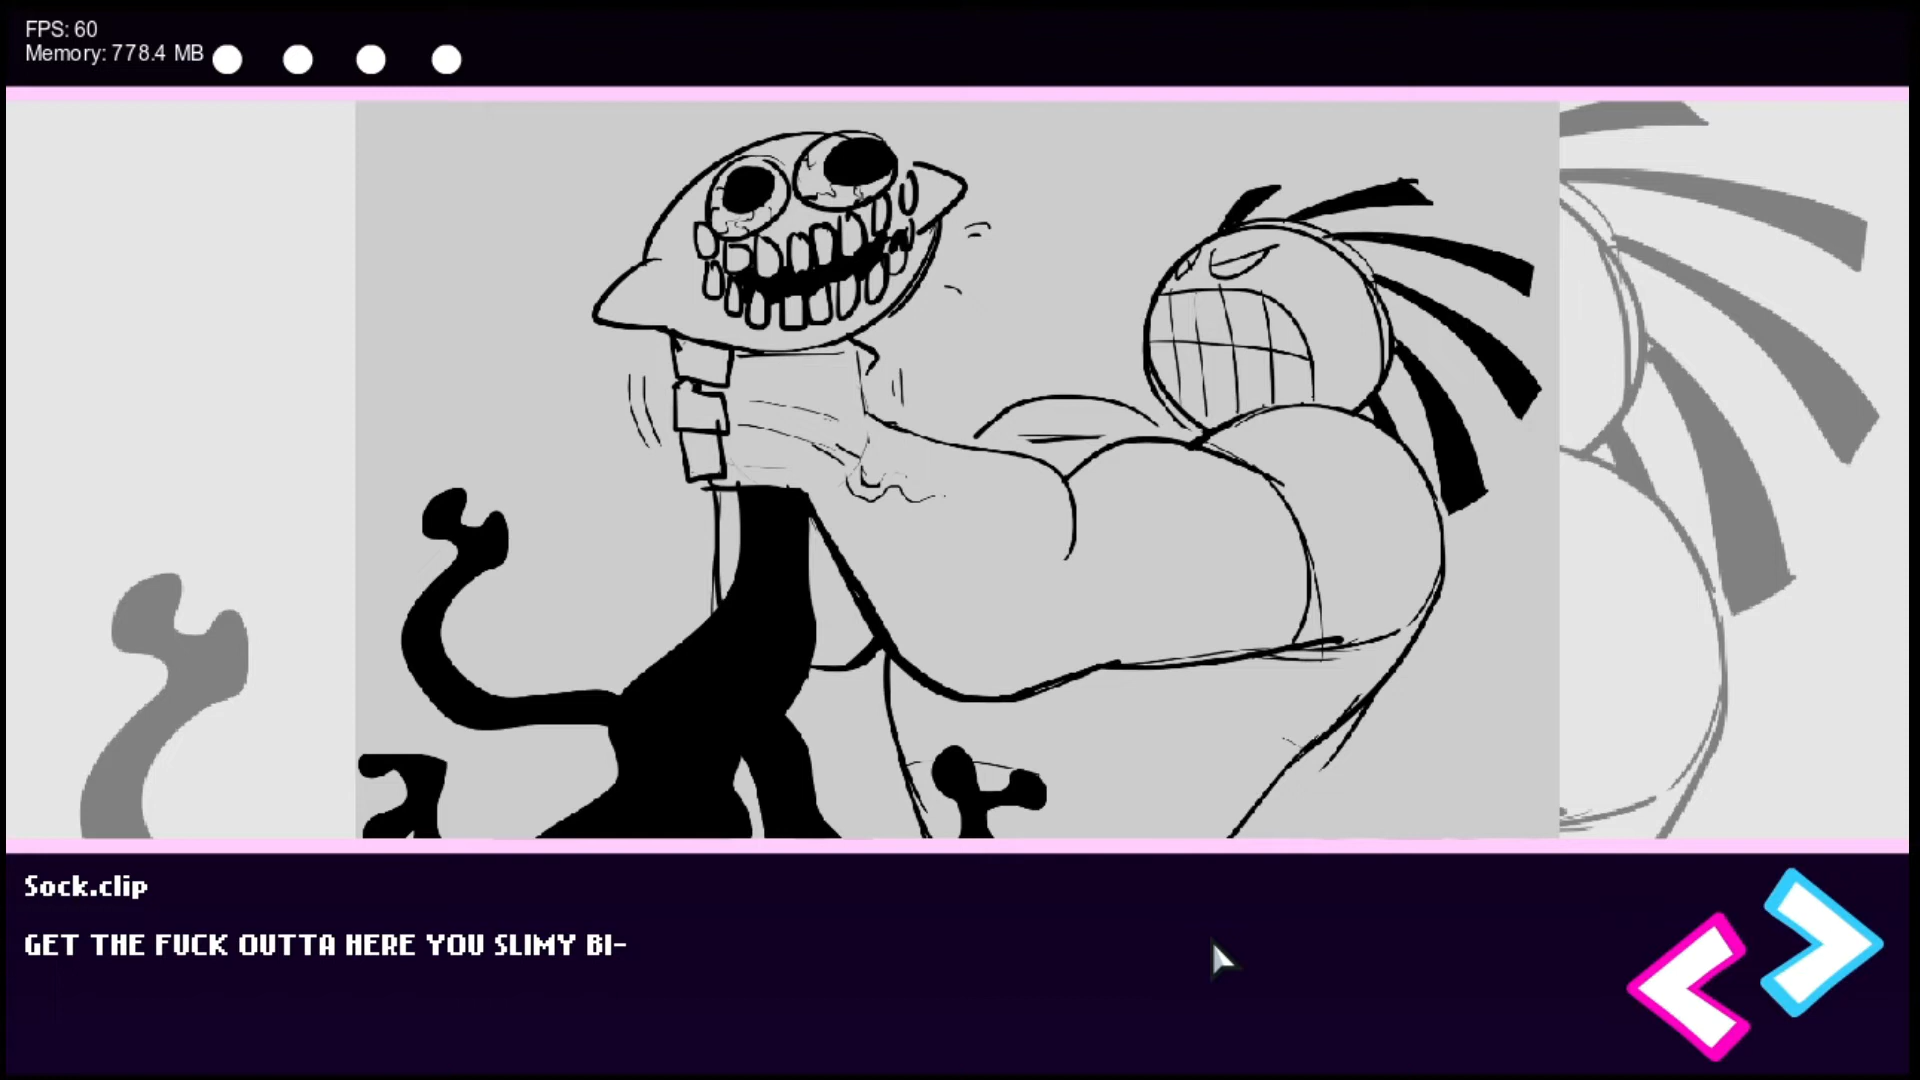 FPS: 60
Memory: 778.4 MB
Sock.clip
GET THE FUCK OUTTA HERE YOU SLIMY BI-